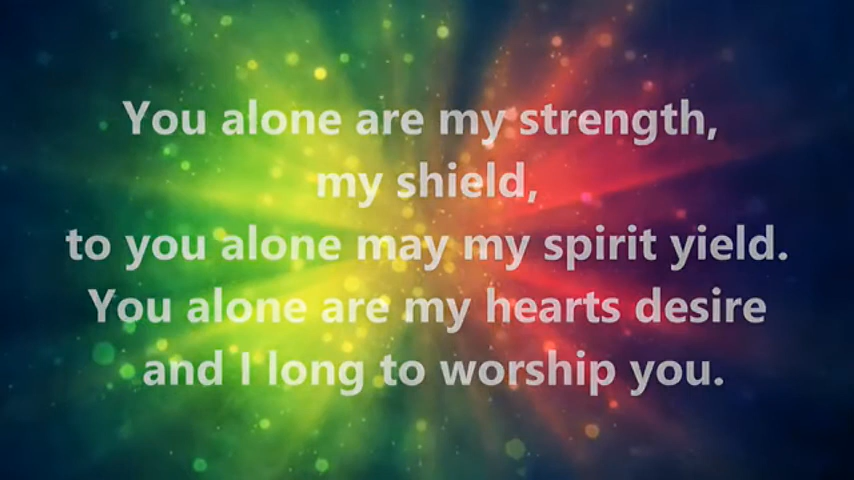 You alone are my strength,
my shield,
to you alone may my spirit yield.
You alone are my hearts desire
and I long to worship you.